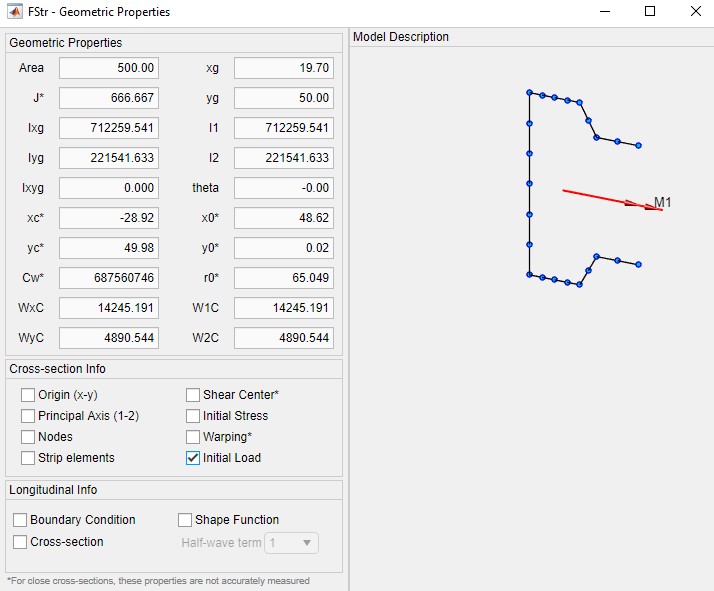 FStr - Geometric Properties
Geometric Properties
Area 500.00 xg 19.70
J* 666.667 yg 50.00
Ixg 712259.541 I1 712259.541
Iyg 221541.633 I2 221541.633
Ixyg 0.000 theta -0.00
xc* -28.92 x0* 48.62
yc* 49.98 y0* 0.02
Cw* 687560746 r0* 65.049
WxC 14245.191 W1C 14245.191
WyC 4890.544 W2C 4890.544
Cross-section Info
Origin (x-y) Shear Center*
Principal Axis (1-2) Initial Stress
Nodes Warping*
Strip elements Initial Load
Longitudinal Info
Boundary Condition Shape Function
Cross-section Half-wave term 1
*For close cross-sections, these properties are not accurately measured
Model Description
M1